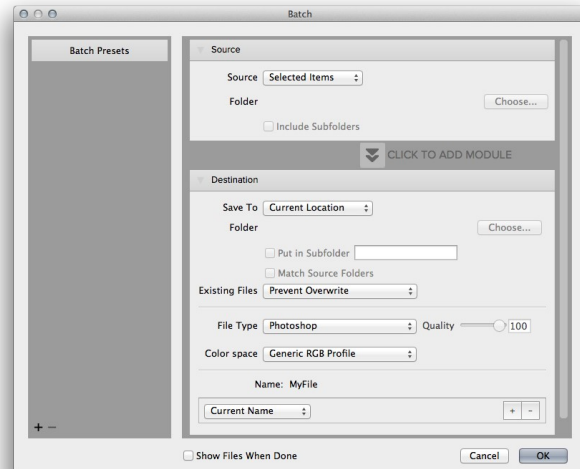 Batch
Batch Presets
Source
Source Selected Items
Folder Choose...
Include Subfolders
CLICK TO ADD MODULE
Destination
Save To Current Location
Folder Choose...
Put in Subfolder
Match Source Folders
Existing Files Prevent Overwrite
File Type Photoshop Quality 100
Color space Generic RGB Profile
Name: MyFile
Current Name + -
+ -
Show Files When Done Cancel OK